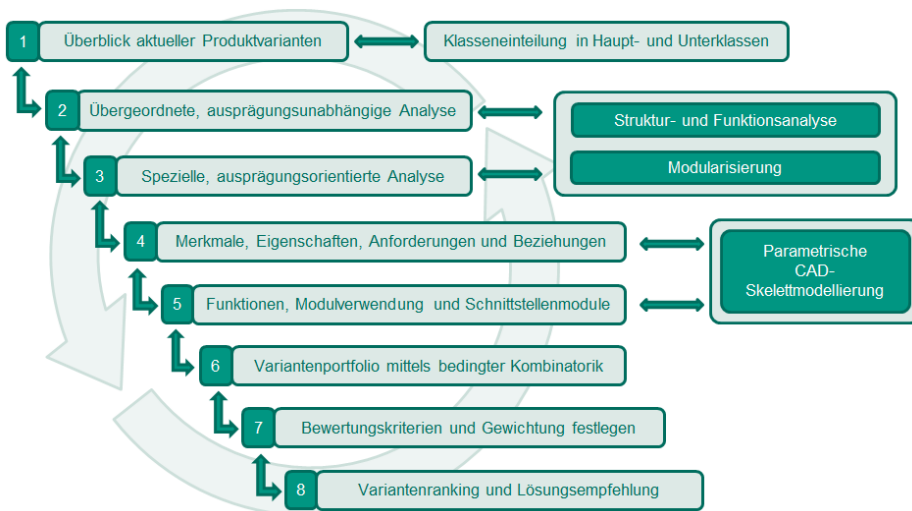 1 Überblick aktueller Produktvarianten
Klasseneinteilung in Haupt- und Unterklassen
2 Übergeordnete, ausprägungsunabhängige Analyse
Struktur- und Funktionsanalyse
3 Spezielle, ausprägungsorientierte Analyse
Modularisierung
4 Merkmale, Eigenschaften, Anforderungen und Beziehungen
Parametrische
CAD-
Skelettmodellierung
5 Funktionen, Modulverwendung und Schnittstellenmodule
6 Variantenportfolio mittels bedingter Kombinatorik
7 Bewertungskriterien und Gewichtung festlegen
8 Variantenranking und Lösungsempfehlung